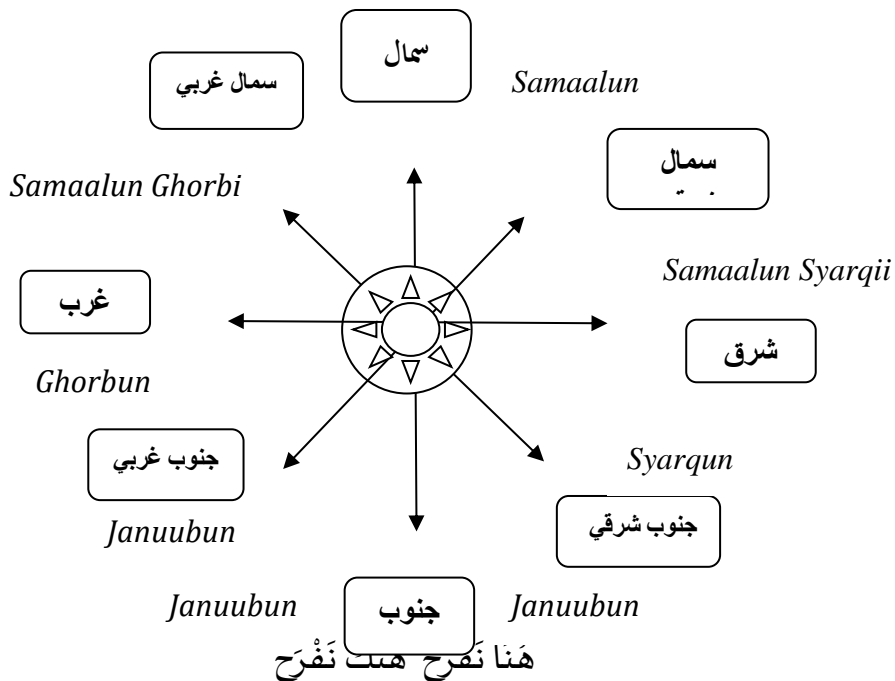 سمال
سمال غربي
Samaalun
سمال
Samaalun Ghorbi
Samaalun Syarqii
غرب
شرق
Ghorbun
جنوب غربي
Syarqun
جنوب شرقي
Januubun
Januubun
جنوب
Januubun
هَنَا نَفْرَح نَفْرَح